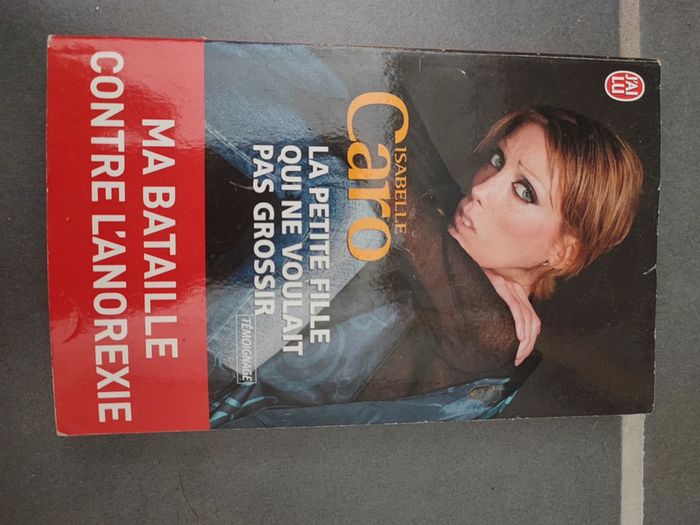 J'AI
LU
ISABELLE
Caro
LA PETITE FILLE
QUI NE VOULAIT
PAS GROSSIR
TÉMOIGNAGE
MA BATAILLE
CONTRE L'ANOREXIE